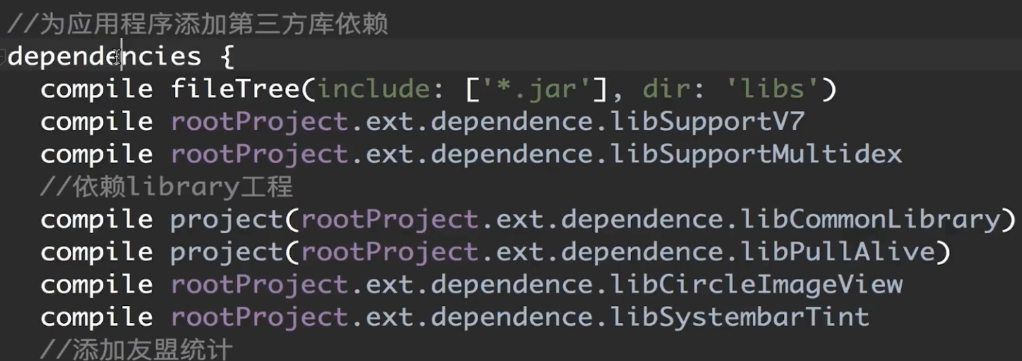 //为应用程序添加第三方库依赖
dependencies {
compile fileTree(include: ['*.jar'], dir: 'libs')
compile rootProject.ext.dependence.libSupportV7
compile rootProject.ext.dependence.libSupportMultidex
//依赖library工程
compile project(rootProject.ext.dependence.libCommonLibrary)
compile project(rootProject.ext.dependence.libPullAlive)
compile rootProject.ext.dependence.libCircleImageView
compile rootProject.ext.dependence.libSystembarTint
//添加友盟统计